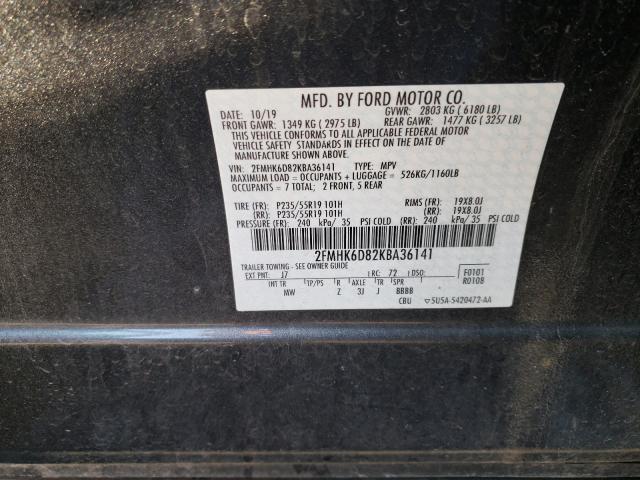 MFD. BY FORD MOTOR CO.
DATE: 10/19 GVWR: 2803 KG ( 6180 LB)
FRONT GAWR: 1349 KG ( 2975 LB) REAR GAWR: 1477 KG ( 3257 LB)
THIS VEHICLE CONFORMS TO ALL APPLICABLE FEDERAL MOTOR
VEHICLE SAFETY STANDARDS IN EFFECT ON THE DATE OF
MANUFACTURE SHOWN ABOVE.
VIN: 2FMHK6D82KBA36141 TYPE: MPV
MAXIMUM LOAD = OCCUPANTS + LUGGAGE = 526KG/1160LB
OCCUPANTS = 7 TOTAL; 2 FRONT, 5 REAR
TIRE (FR): P235/55R19 101H RIMS (FR): 19X8.0J
(RR): P235/55R19 101H (RR): 19X8.0J
PRESSURE (FR): 240 kPa/ 35 PSI COLD (RR): 240 kPa/ 35 PSI COLD
2FMHK6D82KBA36141
TRAILER TOWING - SEE OWNER GUIDE
EXT PNT: J7 RC: 72 DSO: F0101
INT TR TP/PS R AXLE TR SPR R0108
MW Z 3J J BBBB
CBU ▽5U5A-5420472-AA